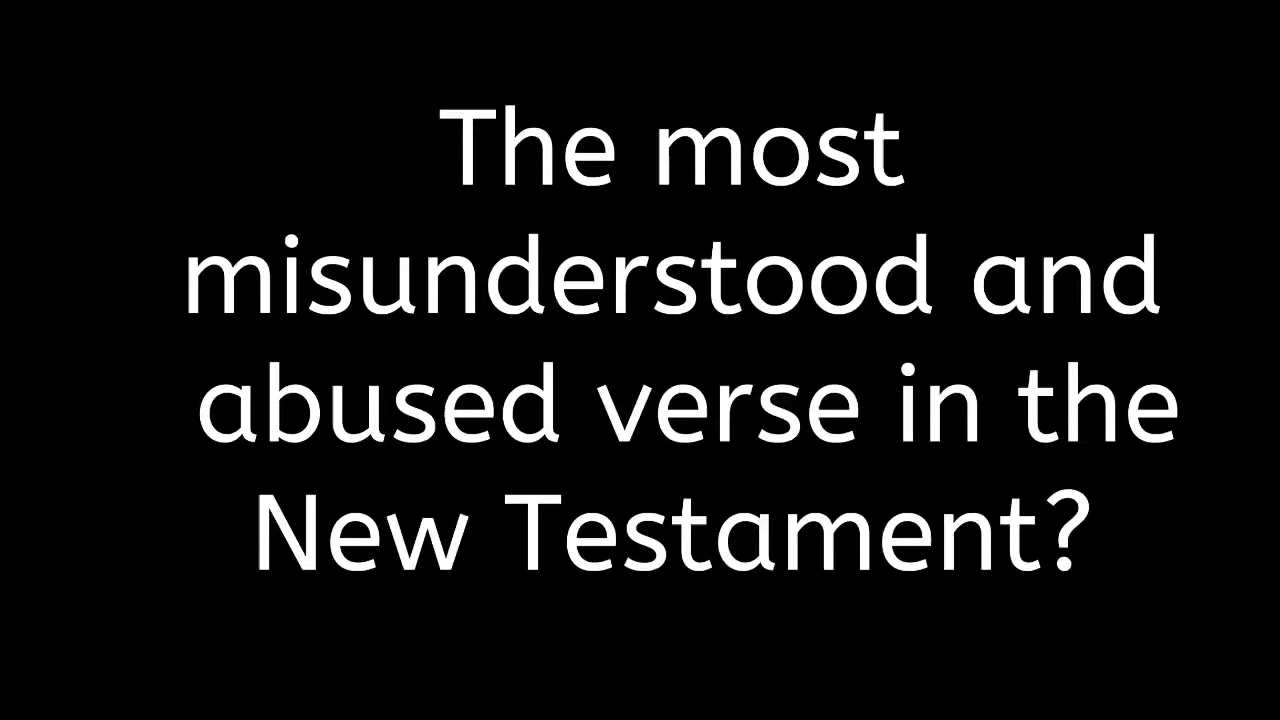 The most
misunderstood and
abused verse in the
New Testament?